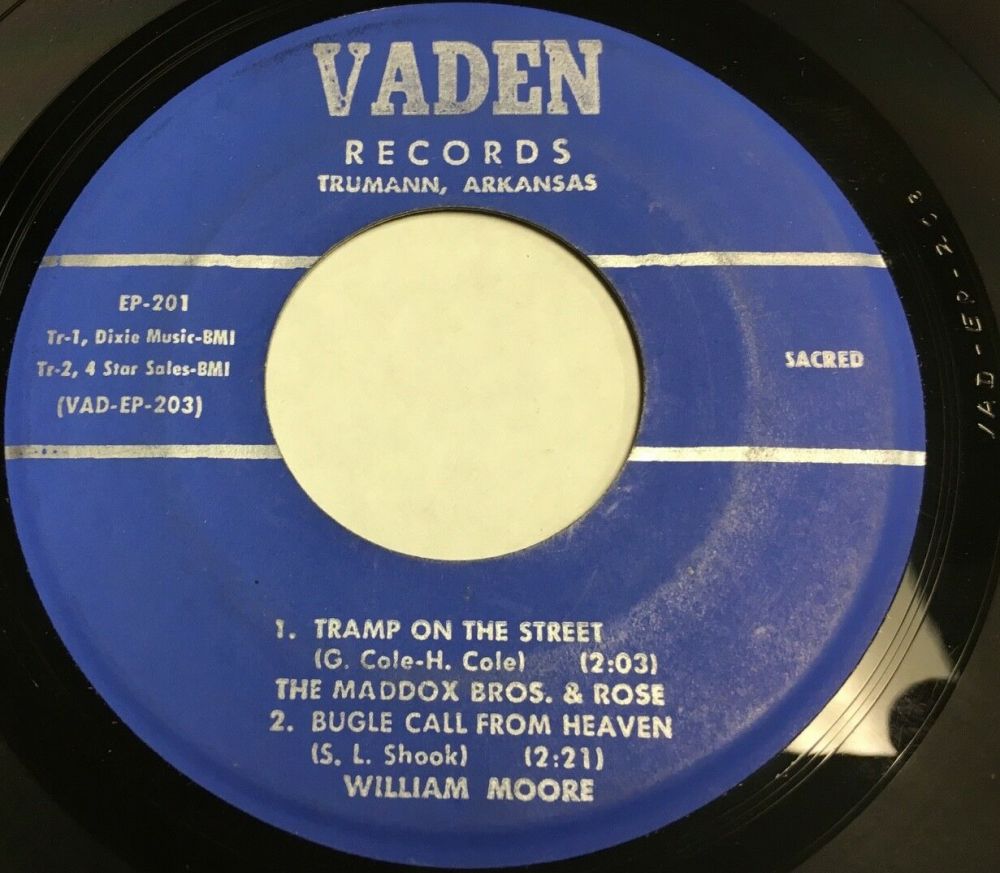 VADEN
RECORDS
TRUMANN, ARKANSAS
EP-201
Tr-1, Dixie Music-BMI
Tr-2, 4 Star Sales-BMI
(VAD-EP-203)
SACRED
1. TRAMP ON THE STREET
(G. Cole-H. Cole) (2:03)
THE MADDOX BROS. & ROSE
2. BUGLE CALL FROM HEAVEN
(S. L. Shook) (2:21)
WILLIAM MOORE